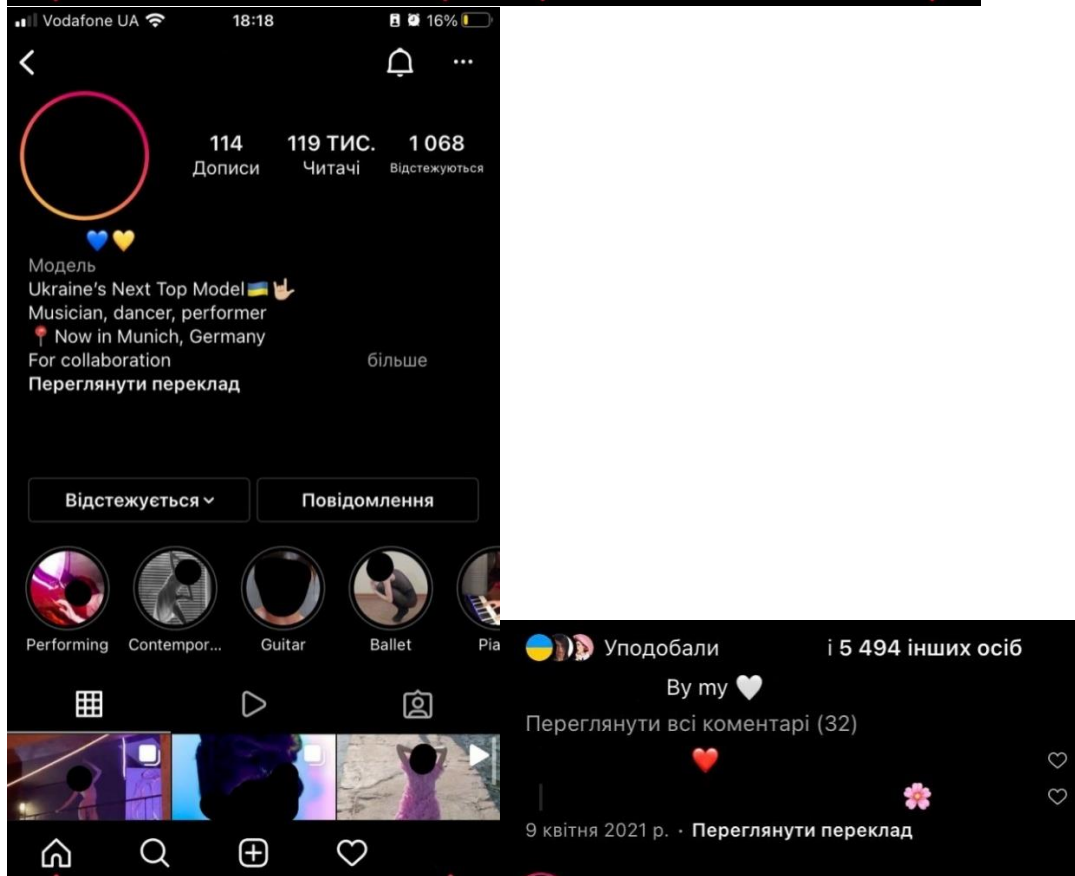 Vodafone UA 18:18 16%
114 119 ТИС. 1 068
Дописи Читачі Відстежуються
💙💛
Модель
Ukraine's Next Top Model🇺🇦🤟🏼
Musician, dancer, performer
📍 Now in Munich, Germany
For collaboration більше
Переглянути переклад
Відстежується Повідомлення
Performing Contempor... Guitar Ballet Pia
Уподобали і 5 494 інших осіб
By my 🤍
Переглянути всі коментарі (32)
❤️
🌸
9 квітня 2021 р. · Переглянути переклад